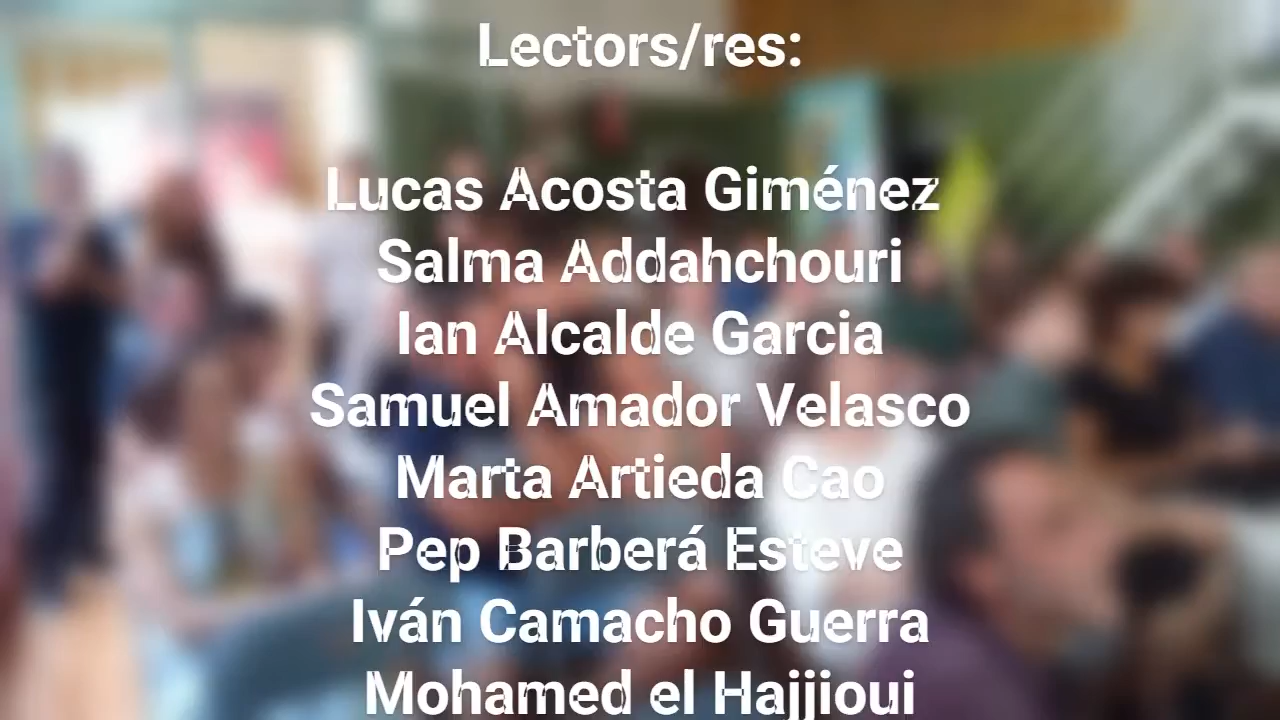 Lectors/res:
Lucas Acosta Giménez
Salma Addahchouri
Ian Alcalde Garcia
Samuel Amador Velasco
Marta Artieda Cao
Pep Barberá Esteve
Iván Camacho Guerra
Mohamed el Hajjioui